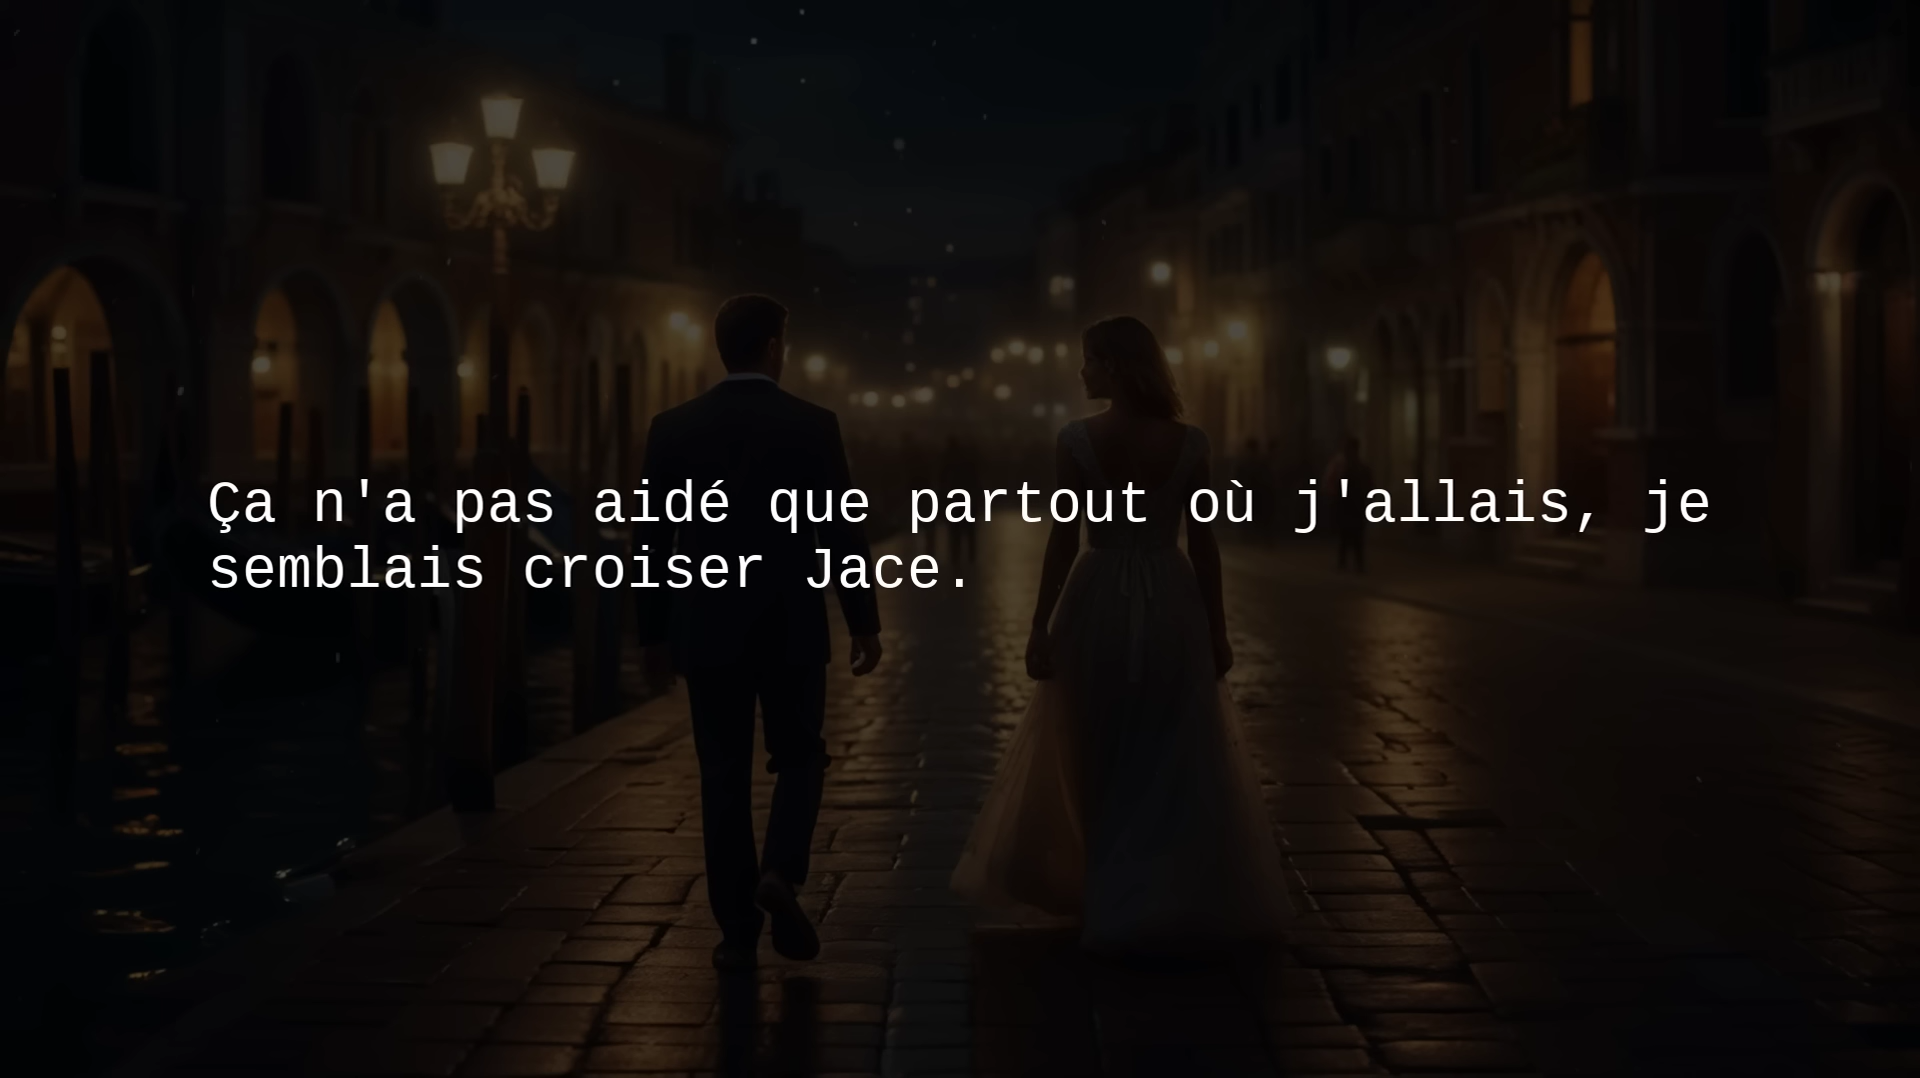 Ça n'a pas aidé que partout où j'allais, je
semblais croiser Jace.